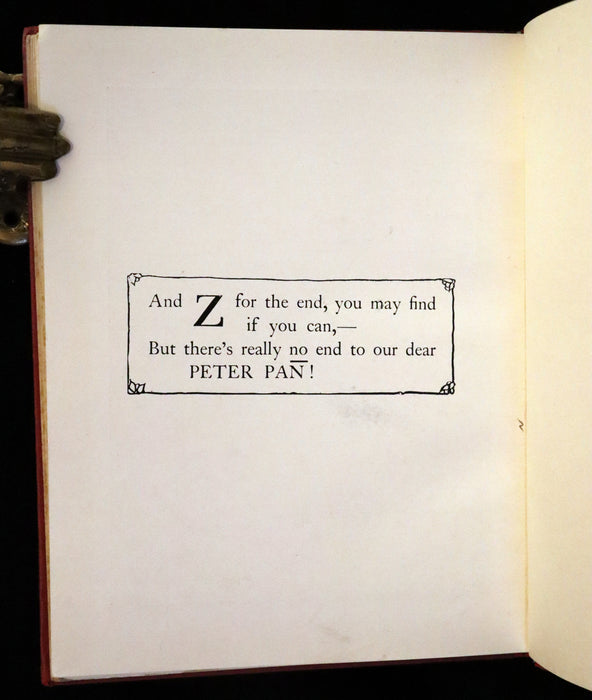 And Z for the end, you may find
if you can,—
But there's really no end to our dear
PETER PAN!